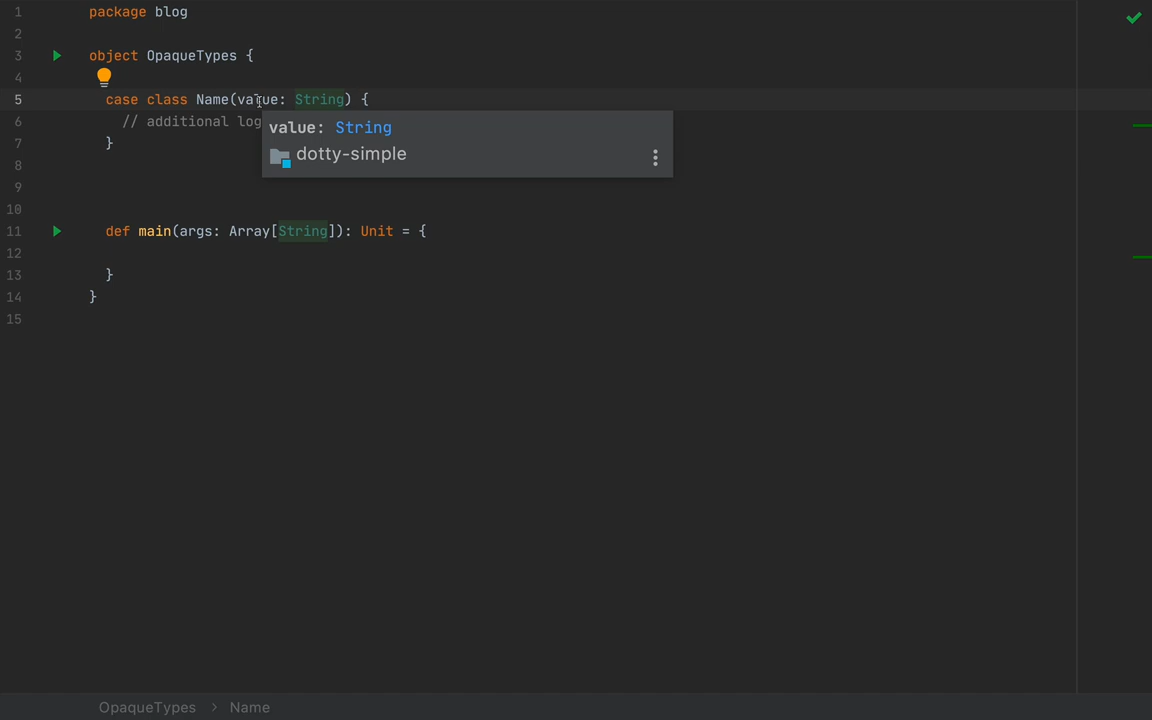 1 package blog
2
3 object OpaqueTypes {
4
5 case class Name(value: String) {
6 // additional log
value: String
7 }
dotty-simple
8
9
10
11 def main(args: Array[String]): Unit = {
12
13 }
14 }
15
OpaqueTypes > Name